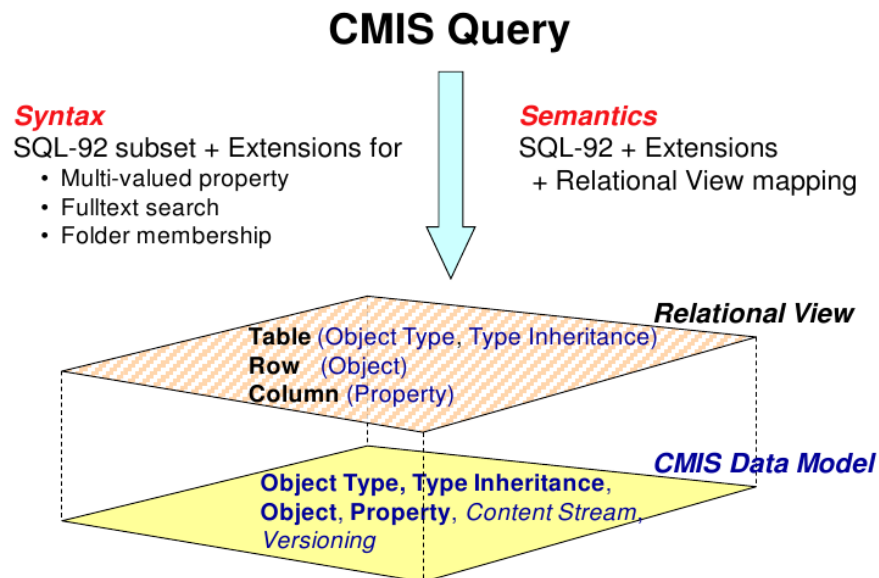 CMIS Query
Syntax
SQL-92 subset + Extensions for
• Multi-valued property
• Fulltext search
• Folder membership
Semantics
SQL-92 + Extensions
+ Relational View mapping
Relational View
Table (Object Type, Type Inheritance)
Row (Object)
Column (Property)
CMIS Data Model
Object Type, Type Inheritance,
Object, Property, Content Stream,
Versioning